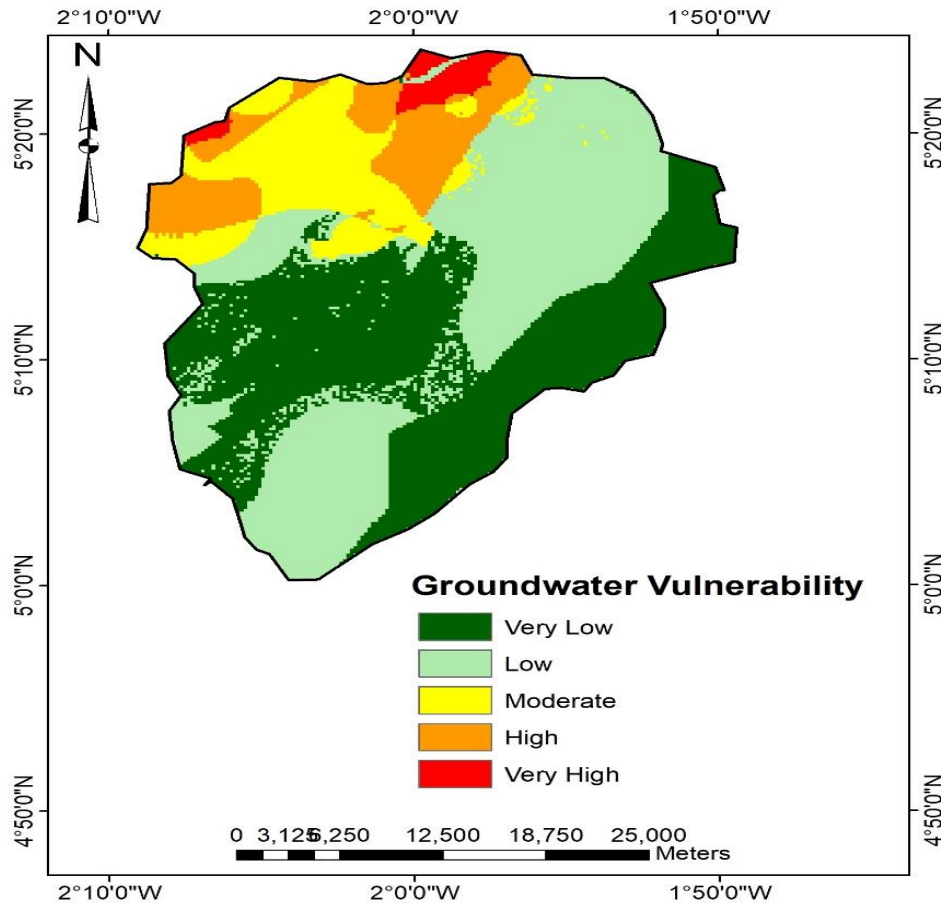 2°10'0"W 2°0'0"W 1°50'0"W
N
5°20'0"N 5°20'0"N
5°10'0"N 5°10'0"N
5°0'0"N 5°0'0"N
Groundwater Vulnerability
Very Low
Low
Moderate
High
Very High
4°50'0"N 4°50'0"N
0 3,125 6,250 12,500 18,750 25,000
Meters
2°10'0"W 2°0'0"W 1°50'0"W